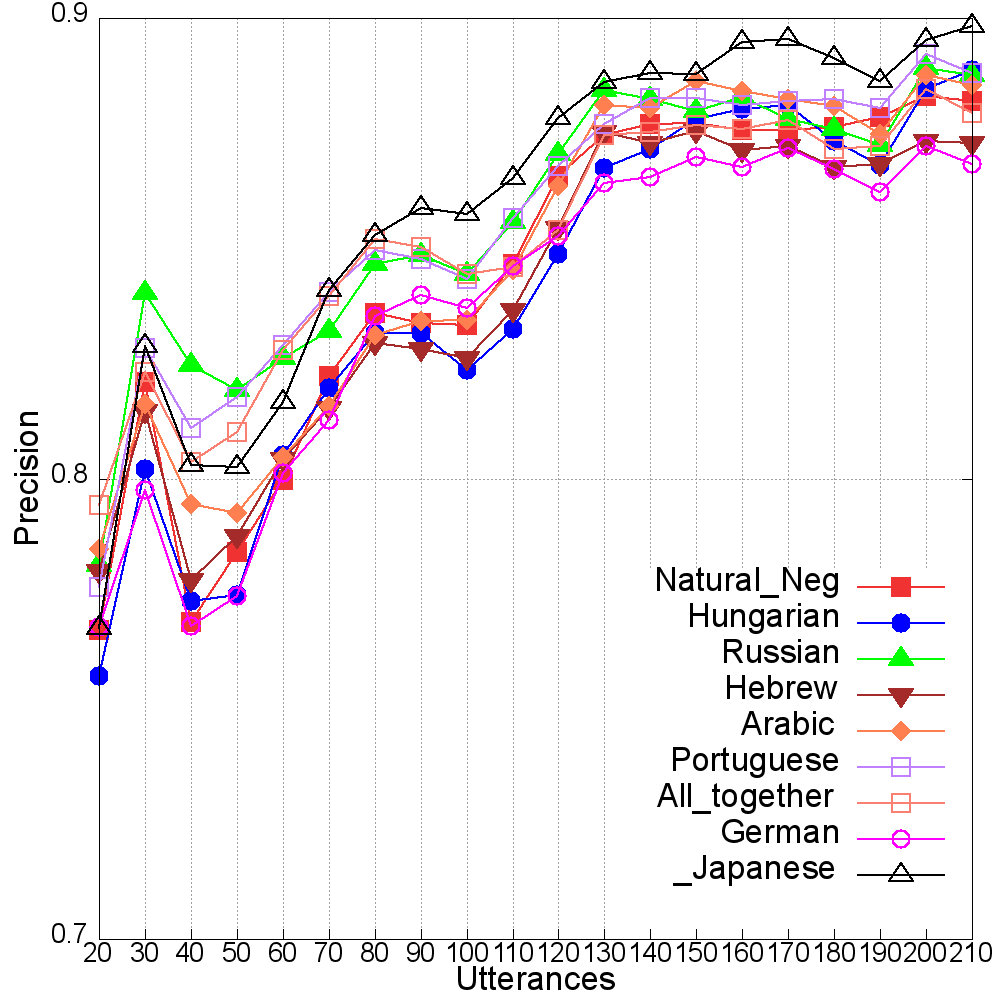 0.9
0.8
0.7
Precision
Natural_Neg
Hungarian
Russian
Hebrew
Arabic
Portuguese
All_together
German
_Japanese
20 30 40 50 60 70 80 90 100 110 120 130 140 150 160 170 180 190 200 210
Utterances